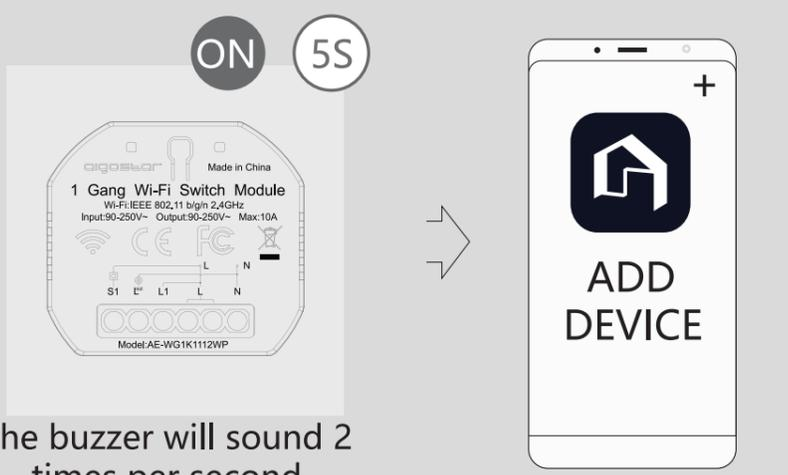 ON
5S
aigostar
Made in China
1 Gang Wi-Fi Switch Module
Wi-Fi:IEEE 802.11 b/g/n 2.4GHz
Input:90-250V~ Output:90-250V~ Max:10A
CE FC
L N
S1 L1 L N
Model:AE-WG1K1112WP
he buzzer will sound 2
times per second
+
ADD
DEVICE